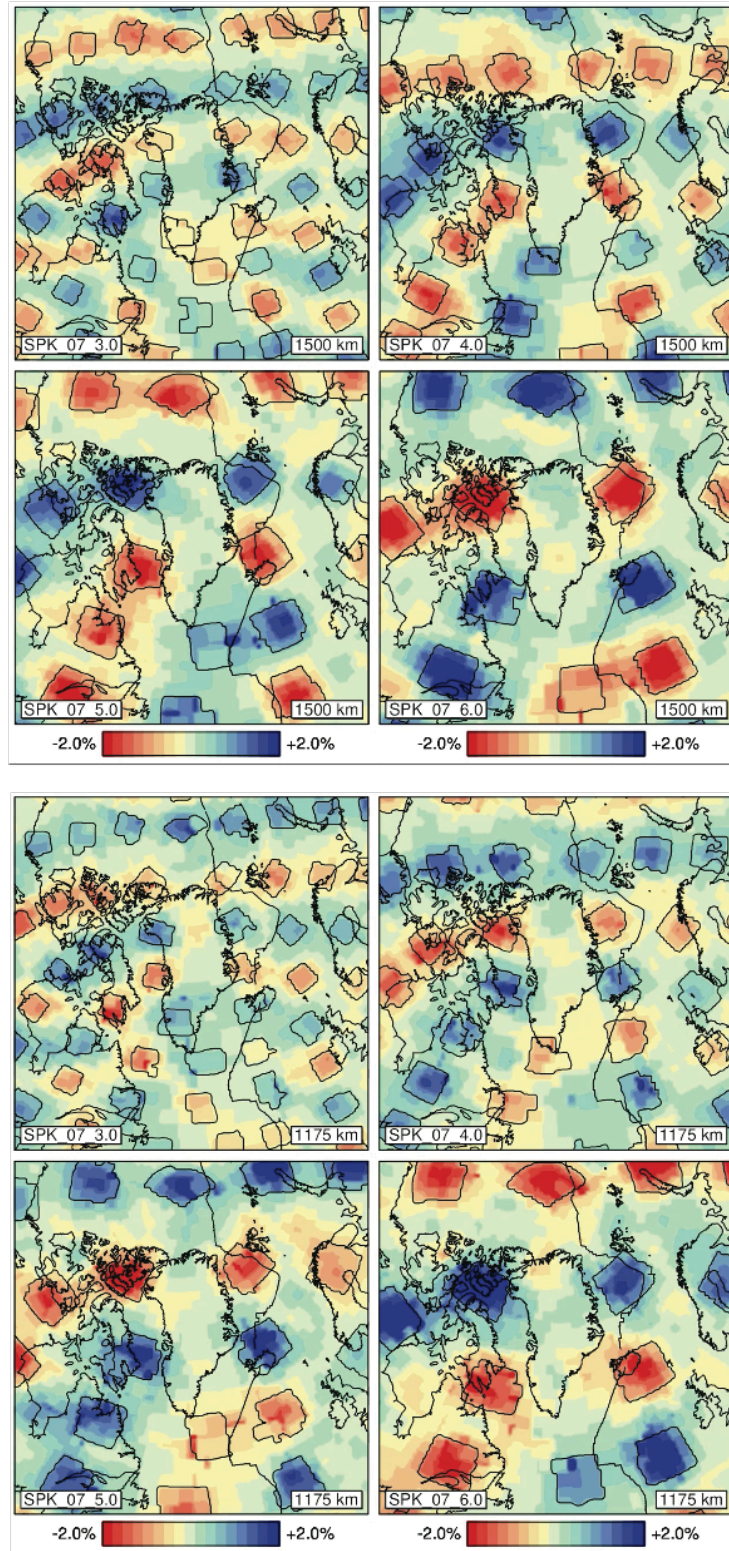 SPK 07 3.0 1500 km
SPK 07 4.0 1500 km
SPK 07 5.0 1500 km
SPK 07 6.0 1500 km
-2.0% +2.0%
-2.0% +2.0%
SPK 07 3.0 1175 km
SPK 07 4.0 1175 km
SPK 07 5.0 1175 km
SPK 07 6.0 1175 km
-2.0% +2.0%
-2.0% +2.0%